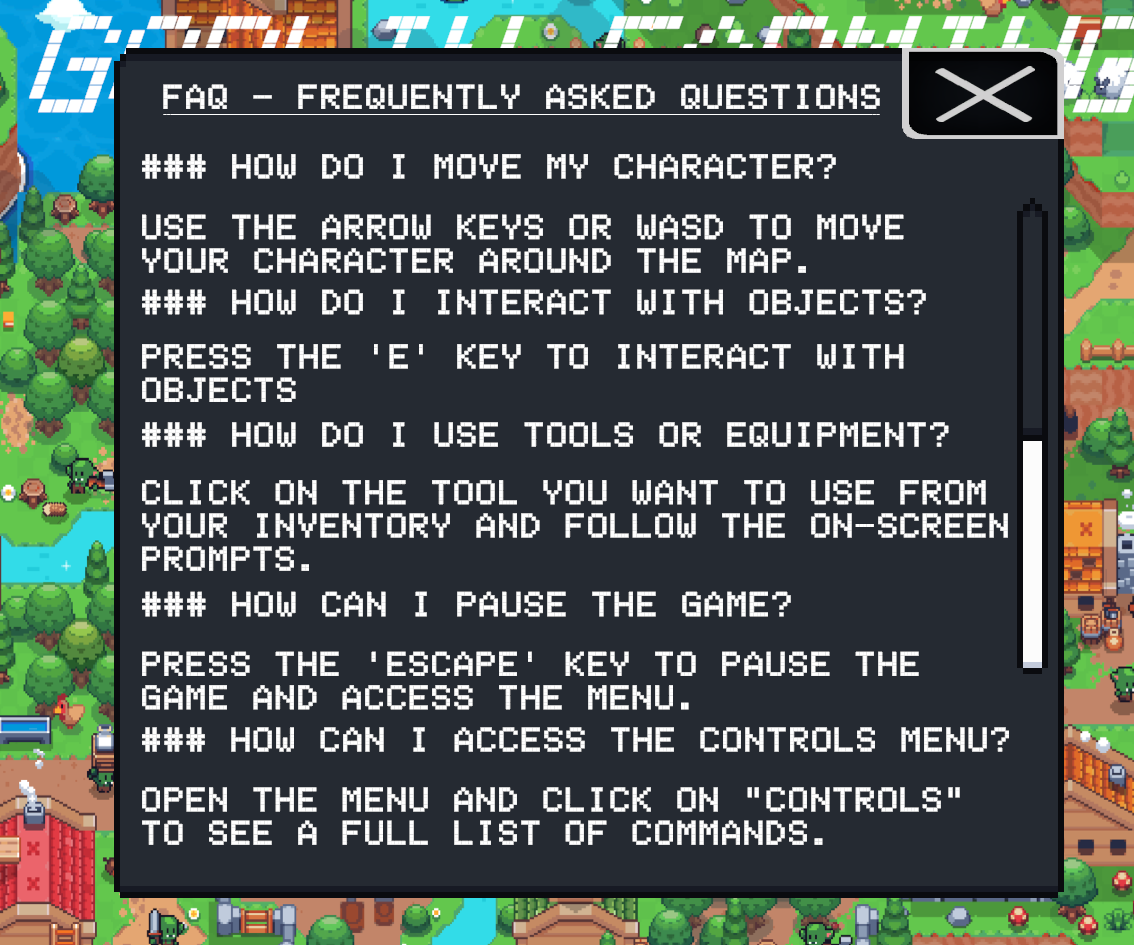 FAQ - FREQUENTLY ASKED QUESTIONS
### HOW DO I MOVE MY CHARACTER?
USE THE ARROW KEYS OR WASD TO MOVE
YOUR CHARACTER AROUND THE MAP.
### HOW DO I INTERACT WITH OBJECTS?
PRESS THE 'E' KEY TO INTERACT WITH
OBJECTS
### HOW DO I USE TOOLS OR EQUIPMENT?
CLICK ON THE TOOL YOU WANT TO USE FROM
YOUR INVENTORY AND FOLLOW THE ON-SCREEN
PROMPTS.
### HOW CAN I PAUSE THE GAME?
PRESS THE 'ESCAPE' KEY TO PAUSE THE
GAME AND ACCESS THE MENU.
### HOW CAN I ACCESS THE CONTROLS MENU?
OPEN THE MENU AND CLICK ON "CONTROLS"
TO SEE A FULL LIST OF COMMANDS.